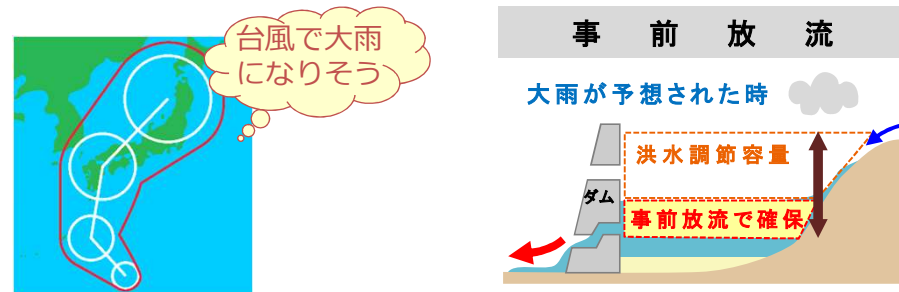 台風で大雨
になりそう
事前放流
大雨が予想された時
洪水調節容量
ダム
事前放流で確保